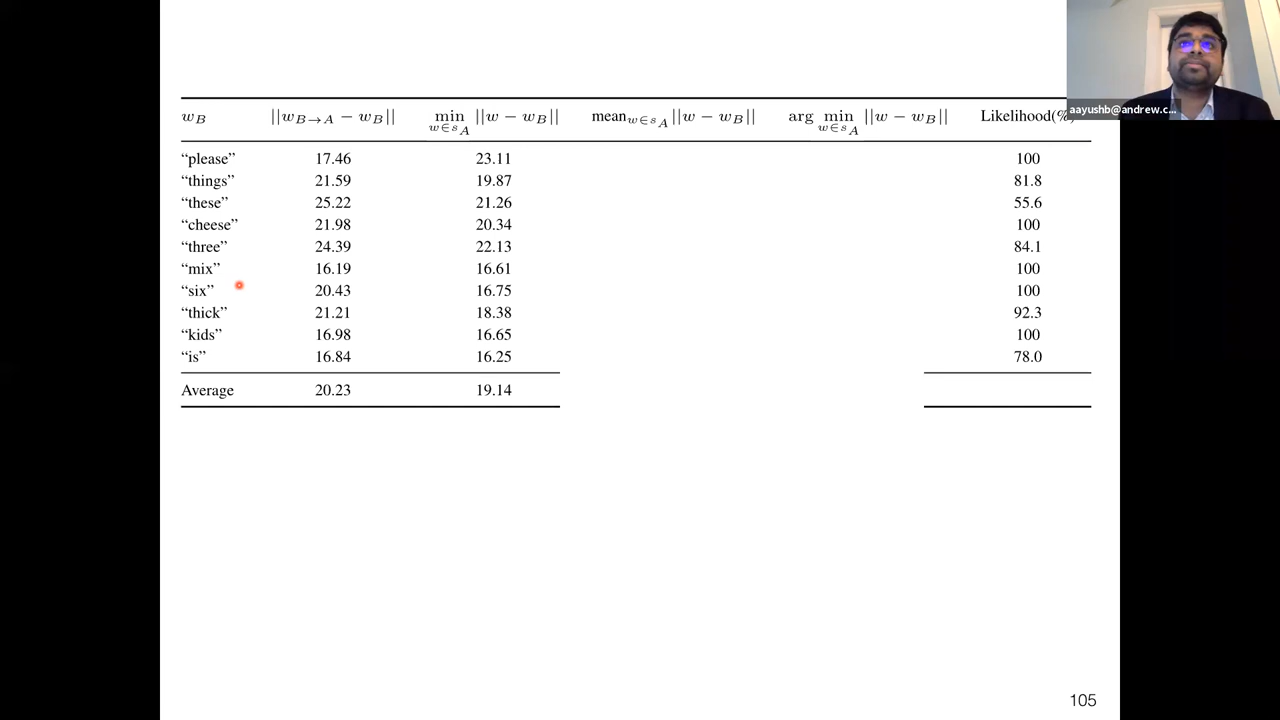 w_B ||w_{B→A} − w_B|| min_{w∈s_A} ||w − w_B|| mean_{w∈s_A} ||w − w_B|| arg min_{w∈s_A} ||w − w_B|| Likelihood(%
“please” 17.46 23.11 100
“things” 21.59 19.87 81.8
“these” 25.22 21.26 55.6
“cheese” 21.98 20.34 100
“three” 24.39 22.13 84.1
“mix” 16.19 16.61 100
“six” 20.43 16.75 100
“thick” 21.21 18.38 92.3
“kids” 16.98 16.65 100
“is” 16.84 16.25 78.0
Average 20.23 19.14
aayushb@andrew.c...
105